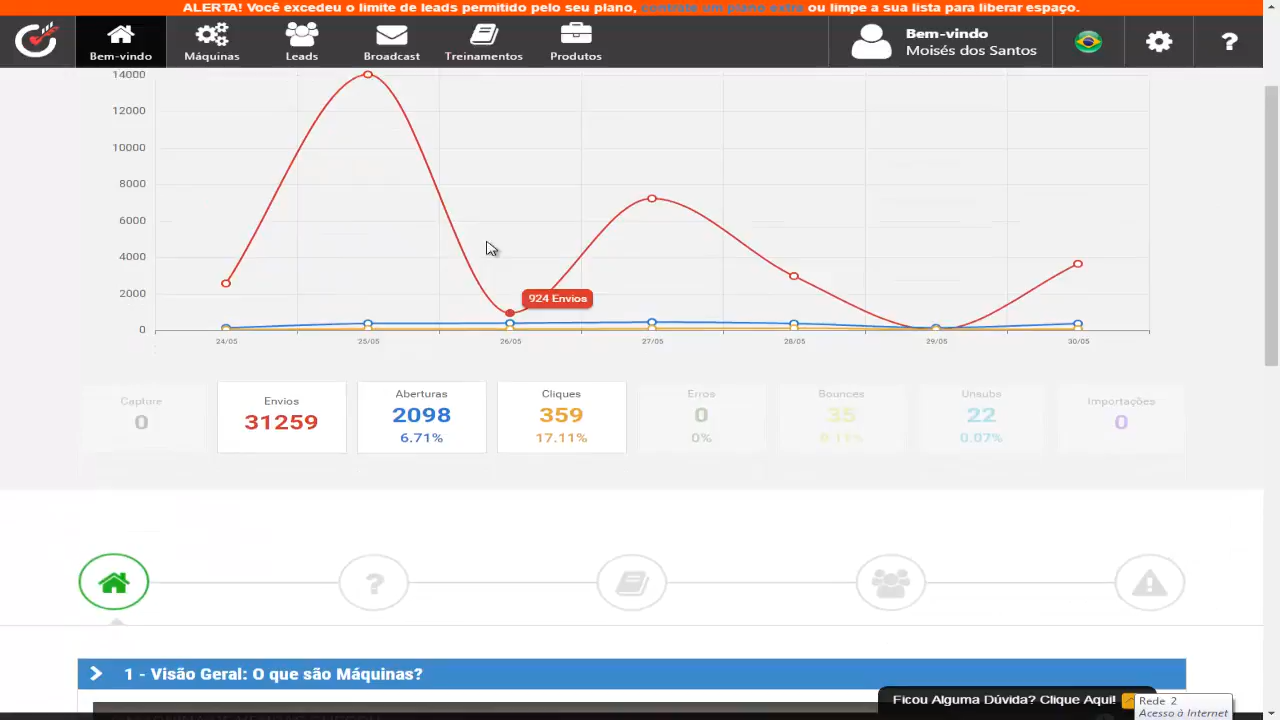 ALERTA! Você excedeu o limite de leads permitido pelo seu plano, contrate um plano extra ou limpe a sua lista para liberar espaço.
Bem-vindo
Máquinas
Leads
Broadcast
Treinamentos
Produtos
Bem-vindo
Moisés dos Santos
?
14000
12000
10000
8000
6000
4000
2000
0
924 Envios
24/05
25/05
26/05
27/05
28/05
29/05
30/05
Capture
0
Envios
31259
Aberturas
2098
6.71%
Cliques
359
17.11%
Erros
0
0%
Bounces
35
0.11%
Unsubs
22
0.07%
Importações
0
?
1 - Visão Geral: O que são Máquinas?
Ficou Alguma Dúvida? Clique Aqui!
Rede 2
Acesso à Internet